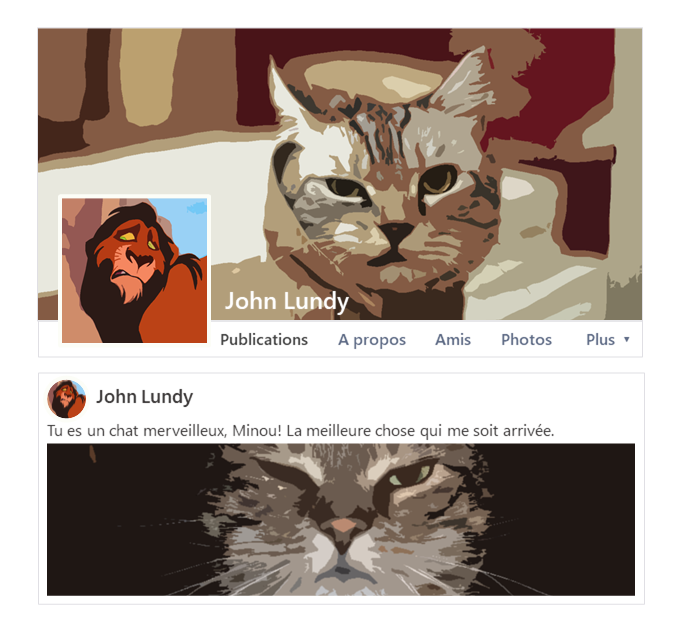 John Lundy
Publications A propos Amis Photos Plus ▼
John Lundy
Tu es un chat merveilleux, Minou! La meilleure chose qui me soit arrivée.